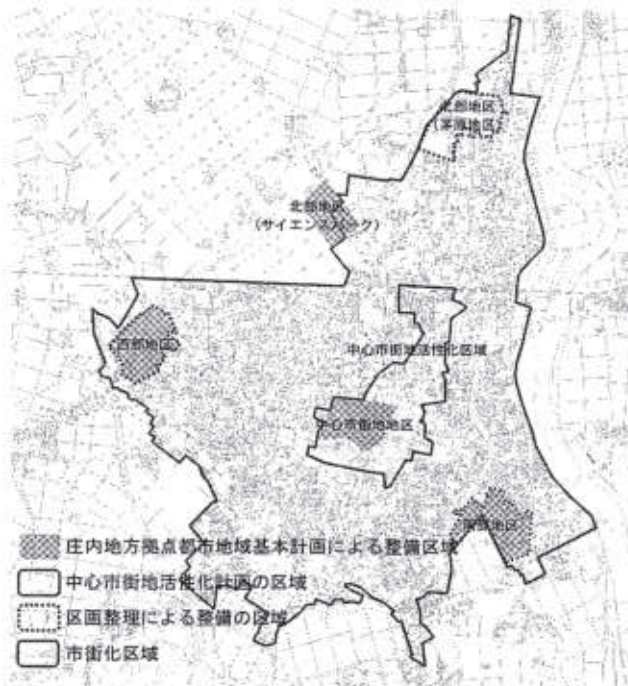 北部地区
(茅原地区)
北部地区
(サイエンスパーク)
西部地区
中心市街地活性化区域
中心市街地地区
南部地区
庄内地方拠点都市地域基本計画による整備区域
中心市街地活性化計画の区域
区画整理による整備の区域
市街化区域